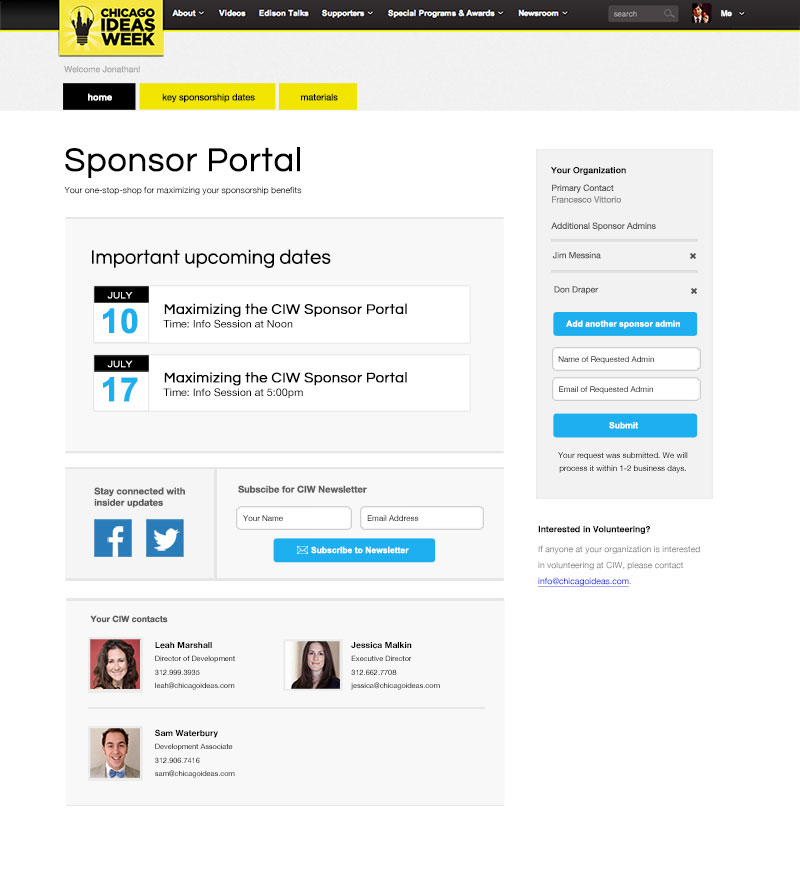 CHICAGO
IDEAS
WEEK
About
Videos
Edison Talks
Supporters
Special Programs & Awards
Newsroom
search
Me
Welcome Jonathan!
home
key sponsorship dates
materials
Sponsor Portal
Your one-stop-shop for maximizing your sponsorship benefits
Important upcoming dates
JULY
10
Maximizing the CIW Sponsor Portal
Time: Info Session at Noon
JULY
17
Maximizing the CIW Sponsor Portal
Time: Info Session at 5:00pm
Stay connected with
insider updates
Subscibe for CIW Newsletter
Your Name
Email Address
Subscribe to Newsletter
Your CIW contacts
Leah Marshall
Director of Development
312.999.3935
leah@chicagoideas.com
Jessica Malkin
Executive Director
312.662.7708
jessica@chicagoideas.com
Sam Waterbury
Development Associate
312.906.7416
sam@chicagoideas.com
Your Organization
Primary Contact
Francesco Vittorio
Additional Sponsor Admins
Jim Messina
Don Draper
Add another sponsor admin
Name of Requested Admin
Email of Requested Admin
Submit
Your request was submitted. We will
process it within 1-2 business days.
Interested in Volunteering?
If anyone at your organization is interested
in volunteering at CIW, please contact
info@chicagoideas.com.